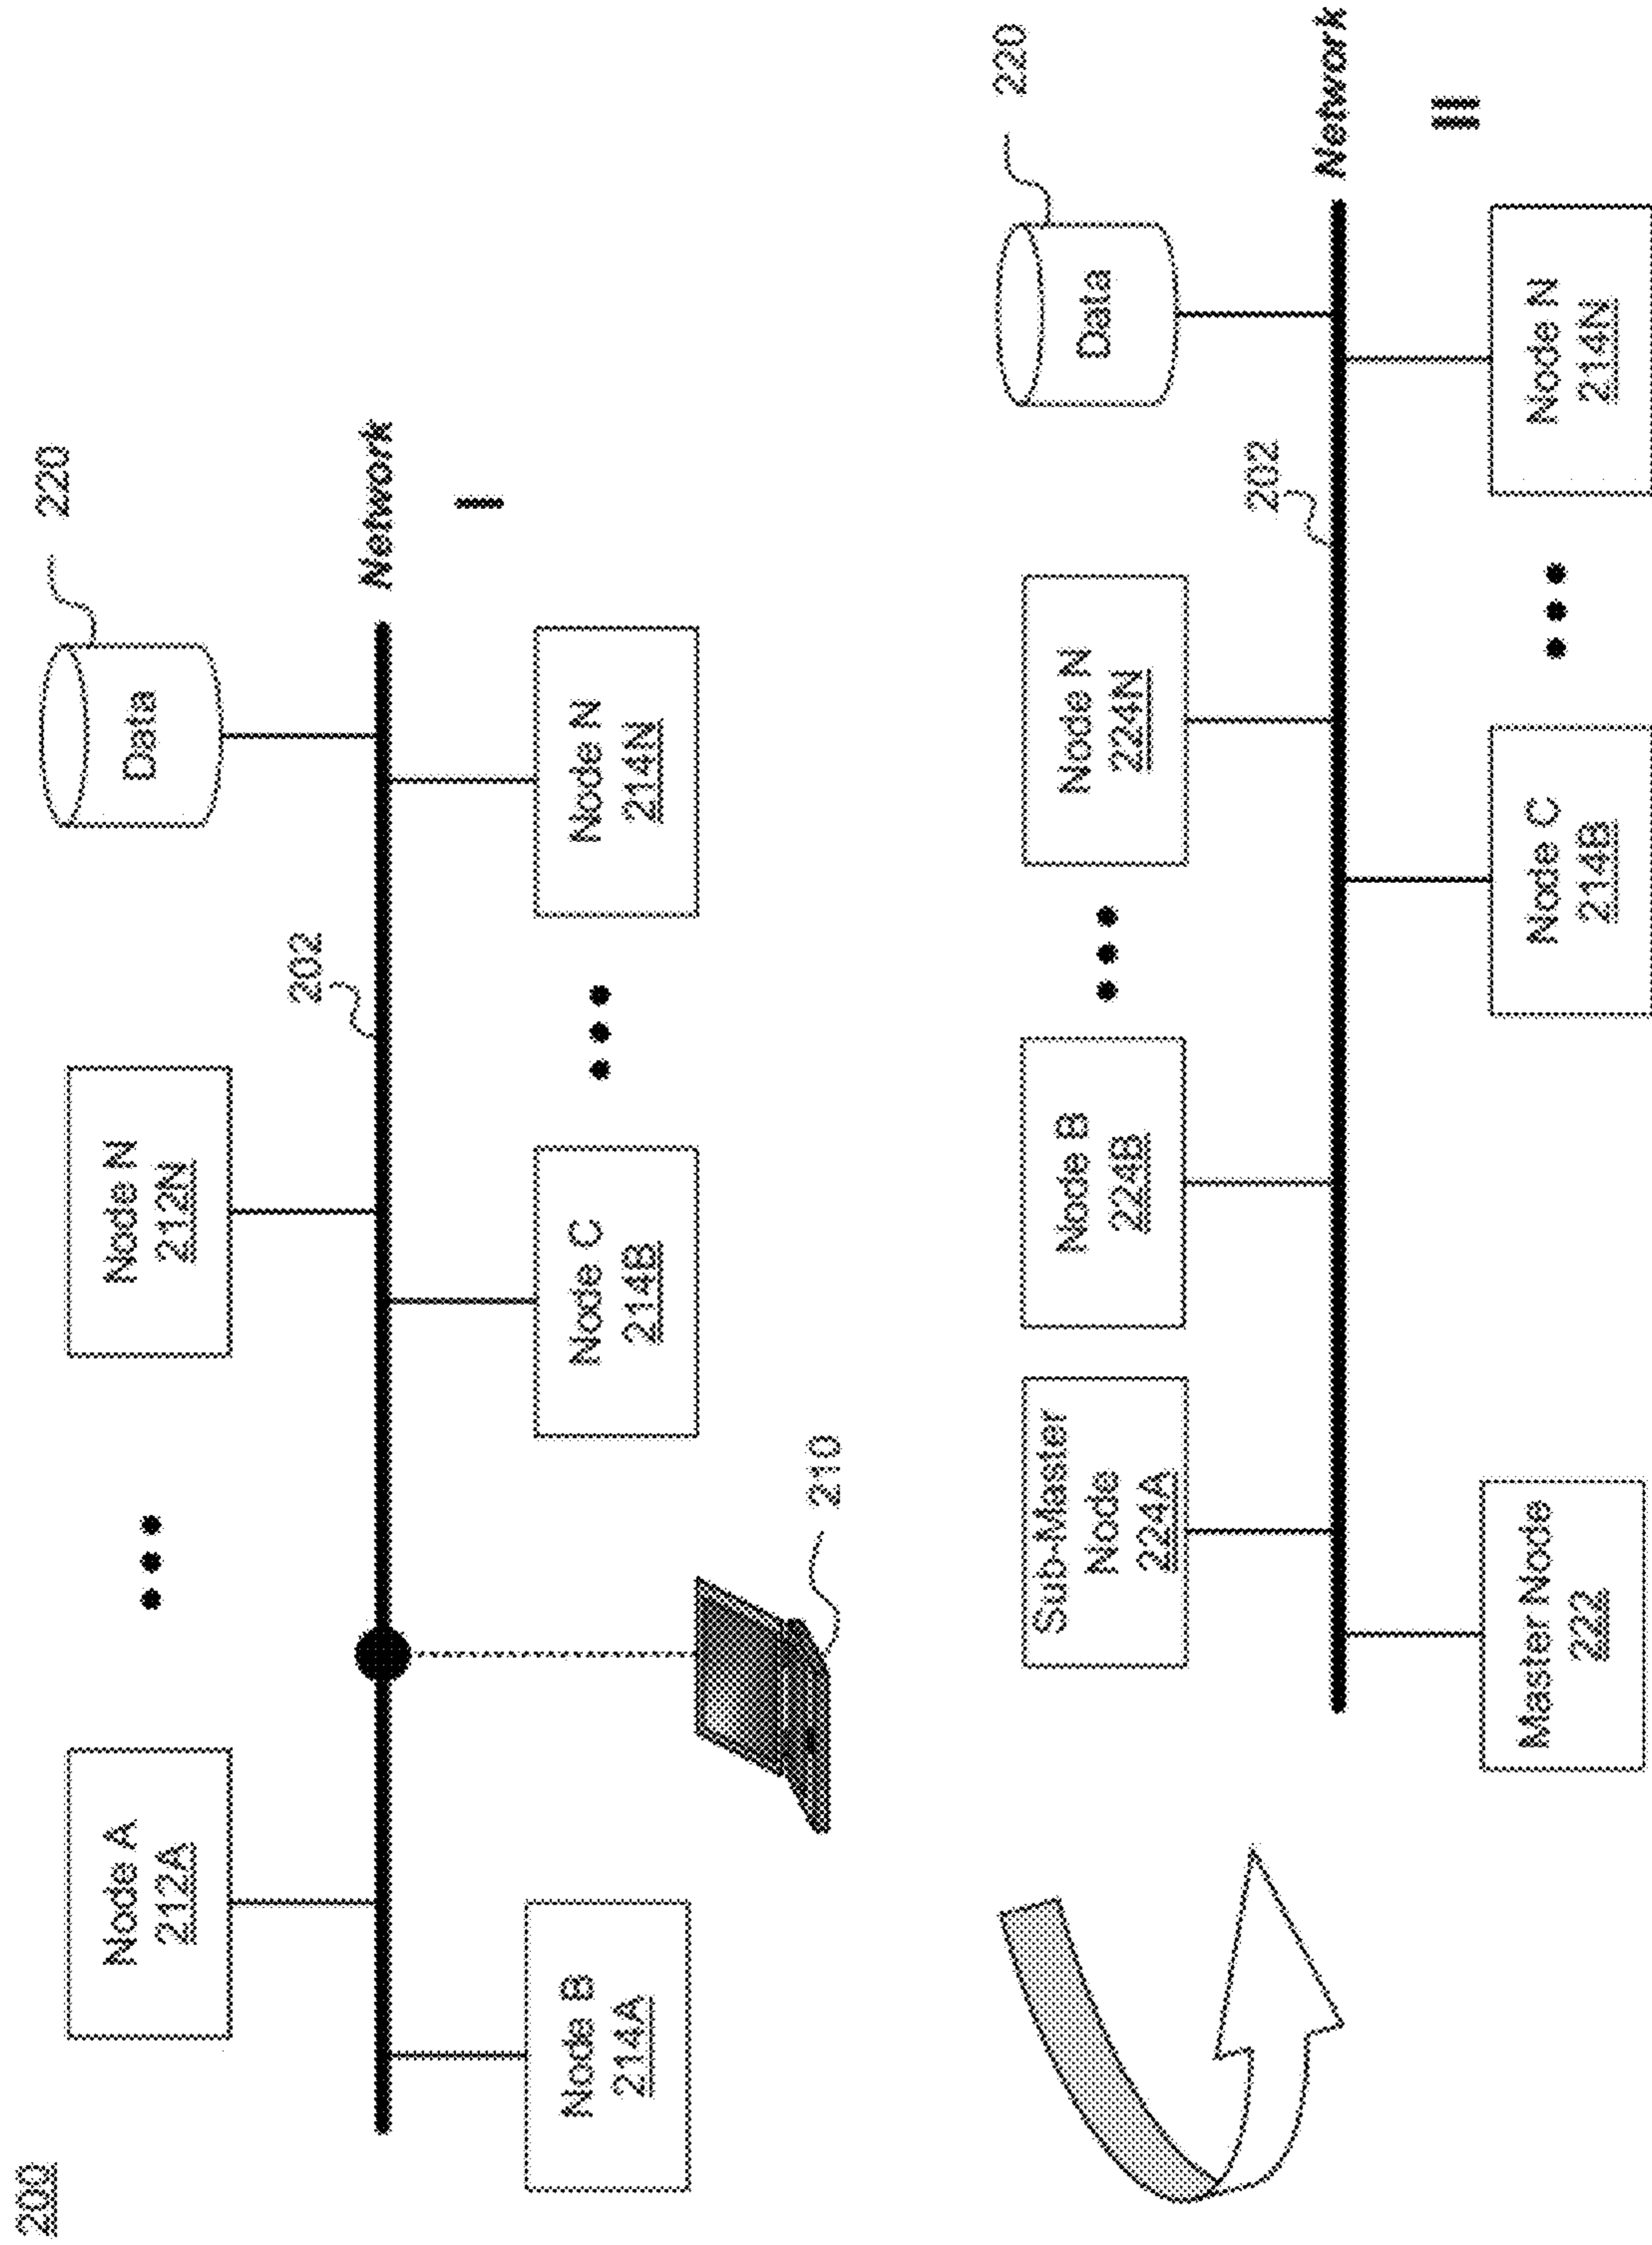 200
Node A
212A
Node N
212N
Data
220
202
Network
I
Node B
214A
Node C
214B
Node N
214N
210
Sub-Master
Node
224A
Node B
224B
Node N
224N
Data
220
202
Network
II
Master Node
222
Node C
214B
Node N
214N